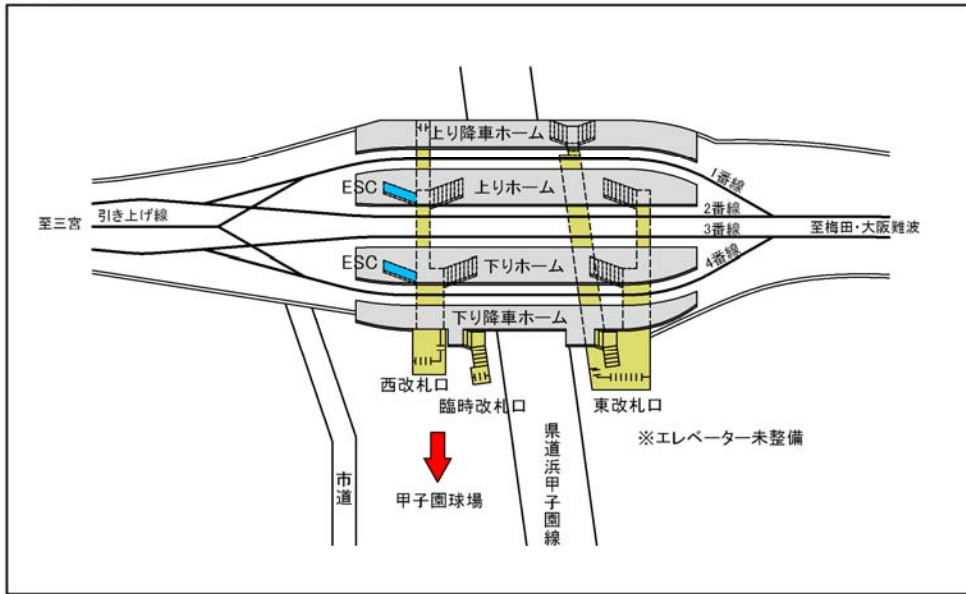 上り降車ホーム
ESC
上りホーム
1番線
2番線
至三宮
引き上げ線
3番線
至梅田・大阪難波
ESC
下りホーム
4番線
下り降車ホーム
西改札口
臨時改札口
東改札口
※エレベーター未整備
市道
甲子園球場
県道浜甲子園線